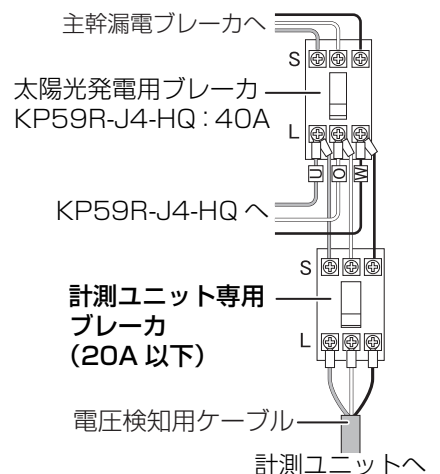 主幹漏電ブレーカへ
S
太陽光発電用ブレーカ
KP59R-J4-HQ：40A
L
U O W
KP59R-J4-HQ へ
S
計測ユニット専用
ブレーカ
（20A 以下）
L
電圧検知用ケーブル
計測ユニットへ